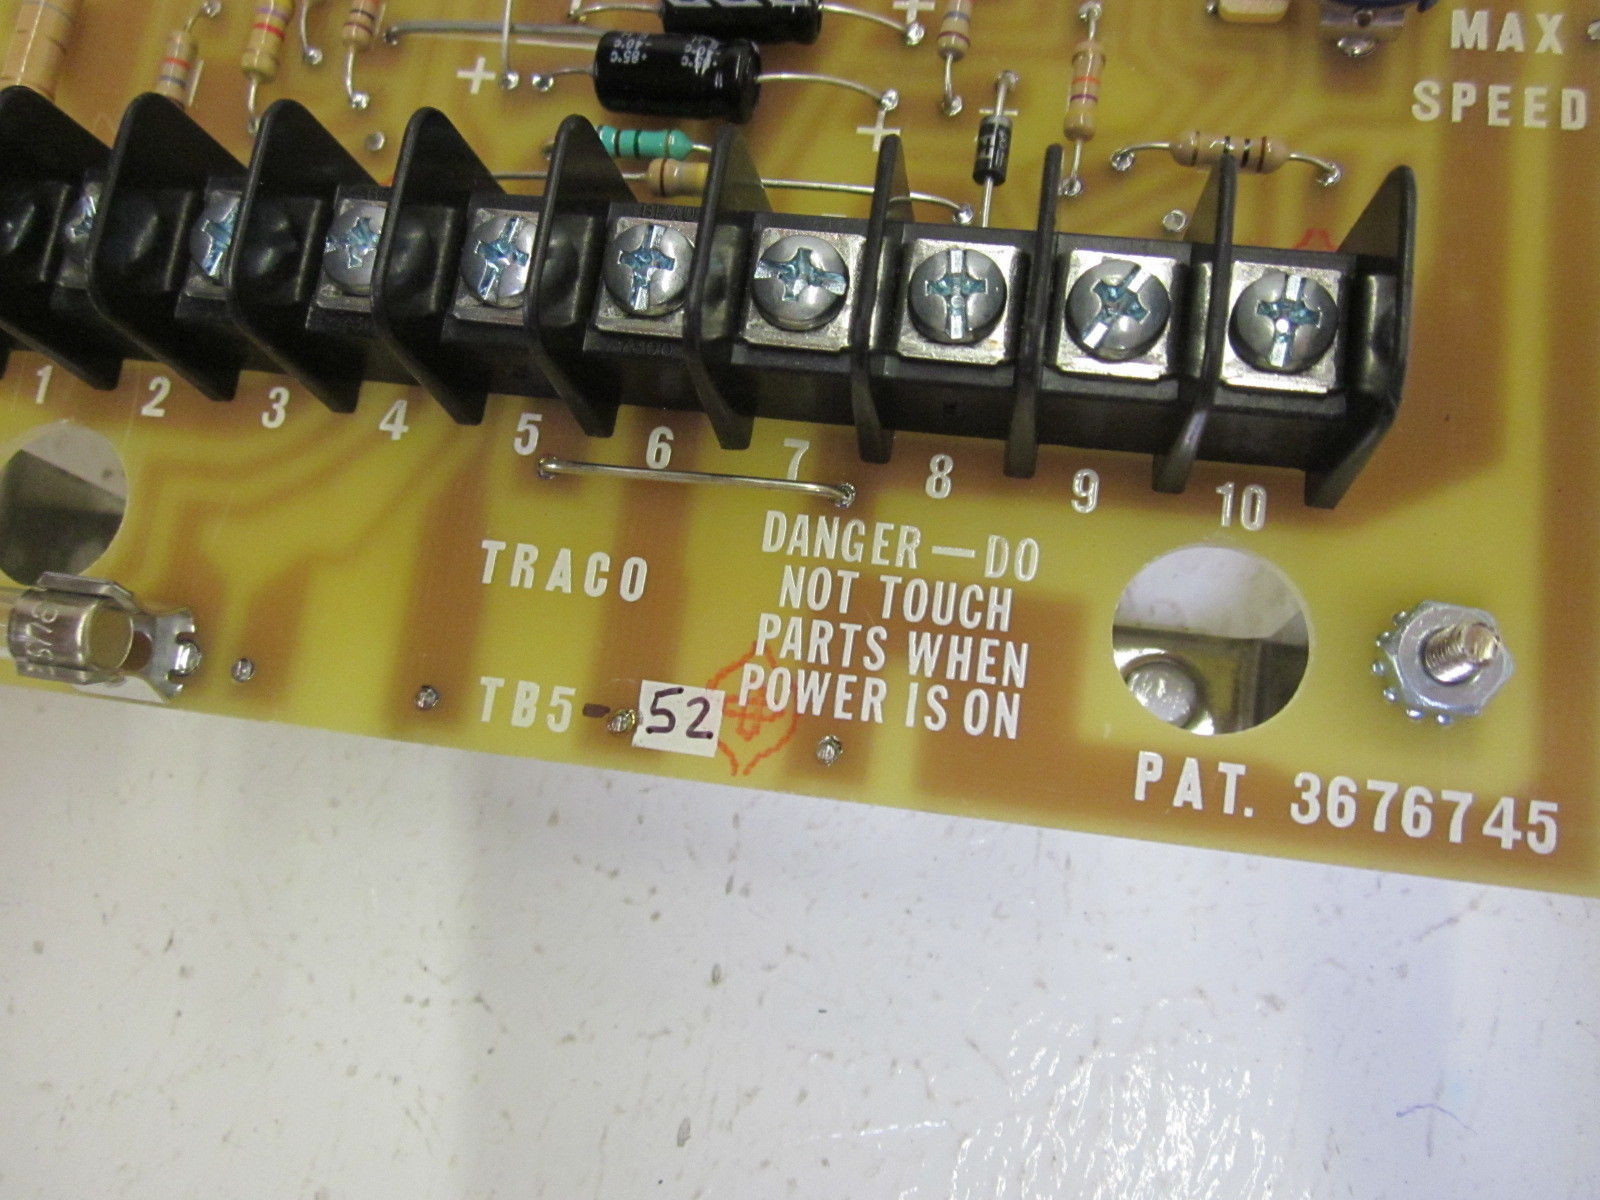 MAX
SPEED
1 2 3 4 5 6 7 8 9 10
TRACO
DANGER—DO
NOT TOUCH
PARTS WHEN
POWER IS ON
TB5- 52
PAT. 3676745